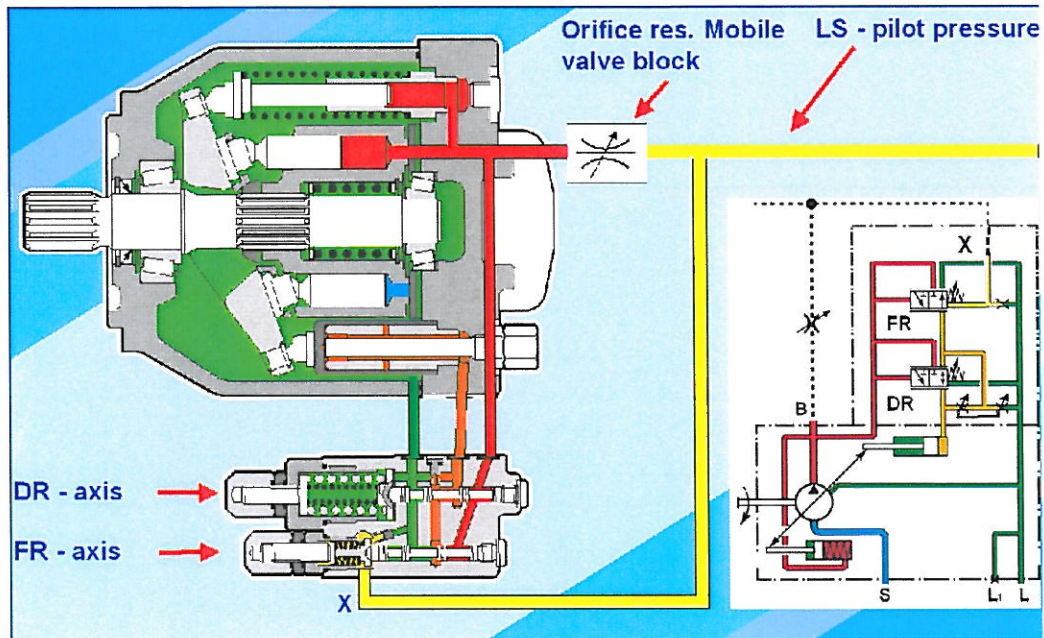 Orifice res. Mobile
valve block
LS - pilot pressure
X
FR
DR
B
DR - axis
FR - axis
X
S
L₁
L